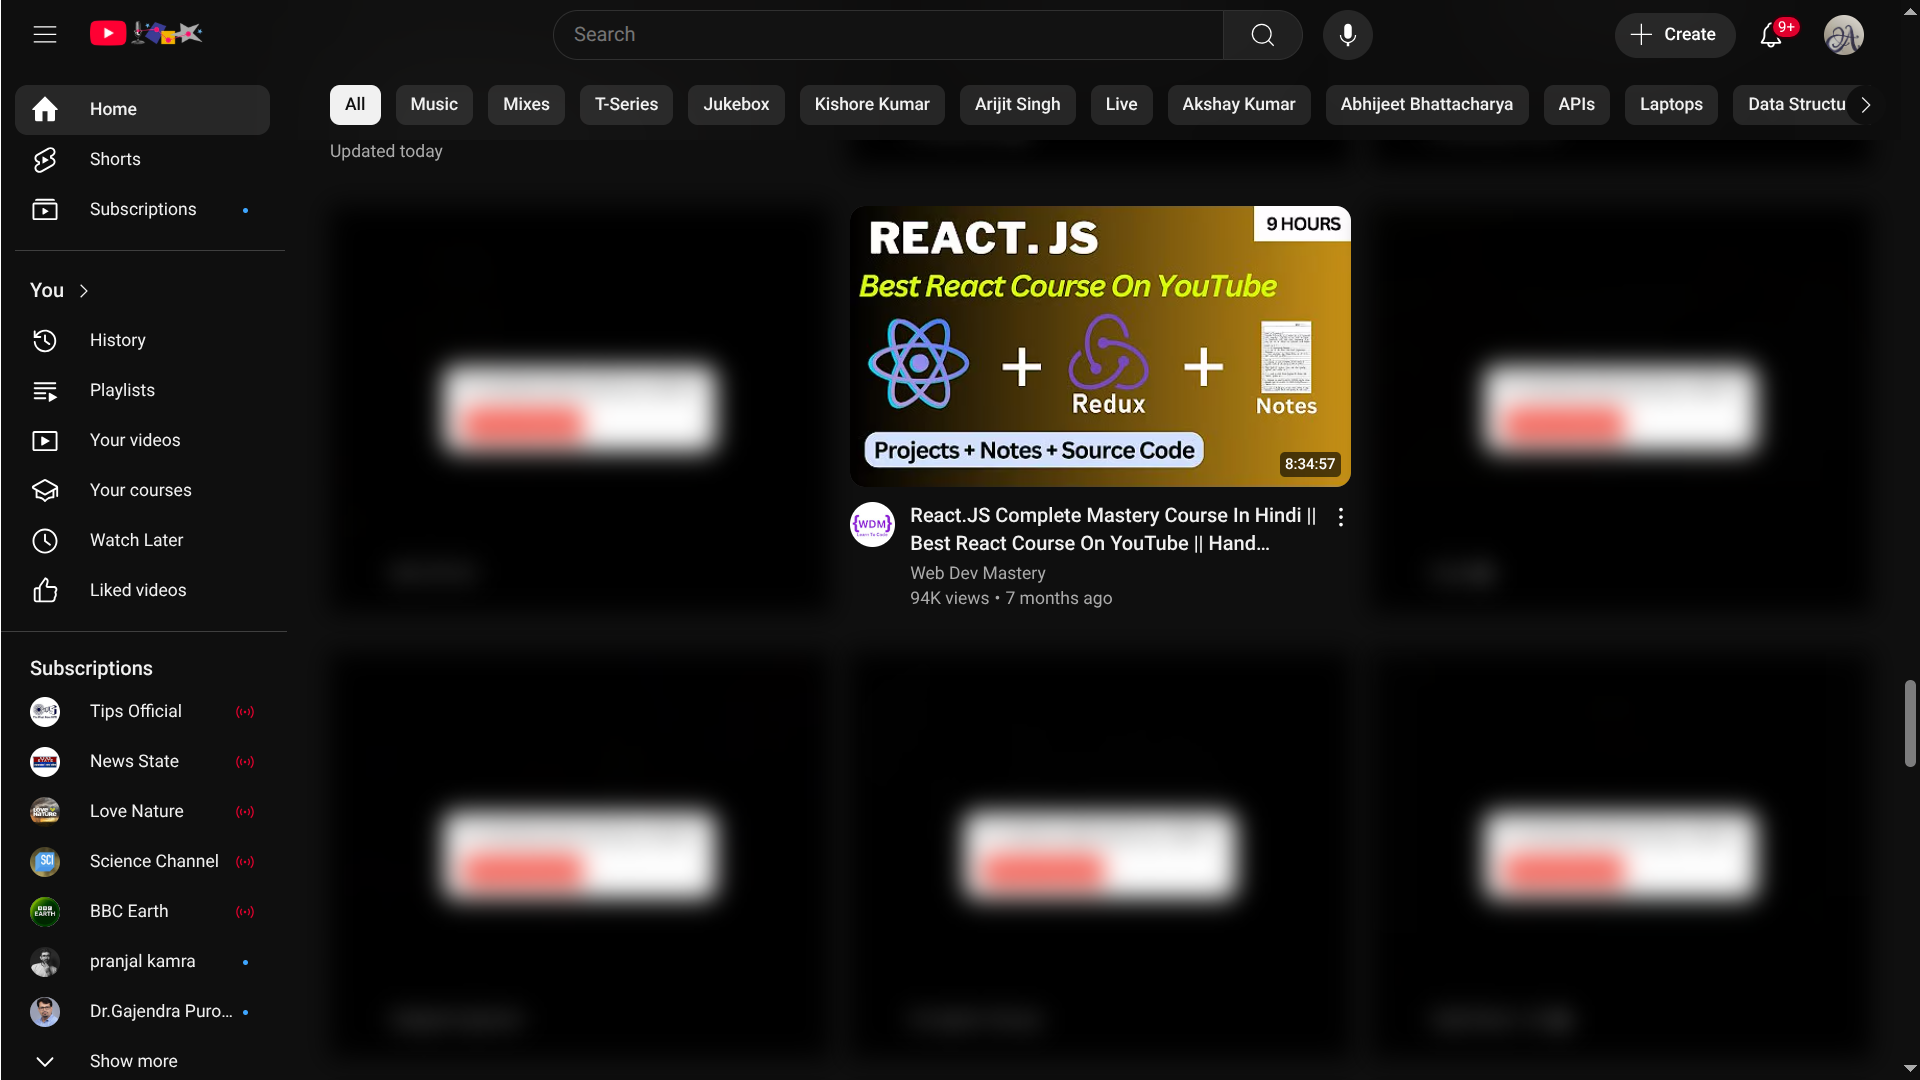 Search
Create
9+
Home
Shorts
Subscriptions
You
History
Playlists
Your videos
Your courses
Watch Later
Liked videos
Subscriptions
Tips Official
News State
Love Nature
Science Channel
BBC Earth
pranjal kamra
Dr.Gajendra Puro...
Show more
All
Music
Mixes
T-Series
Jukebox
Kishore Kumar
Arijit Singh
Live
Akshay Kumar
Abhijeet Bhattacharya
APIs
Laptops
Data Structu
Updated today
REACT. JS
9 HOURS
Best React Course On YouTube
+ +
Redux
Notes
Projects + Notes + Source Code
8:34:57
{WDM}
React.JS Complete Mastery Course In Hindi ||
Best React Course On YouTube || Hand...
Web Dev Mastery
94K views • 7 months ago